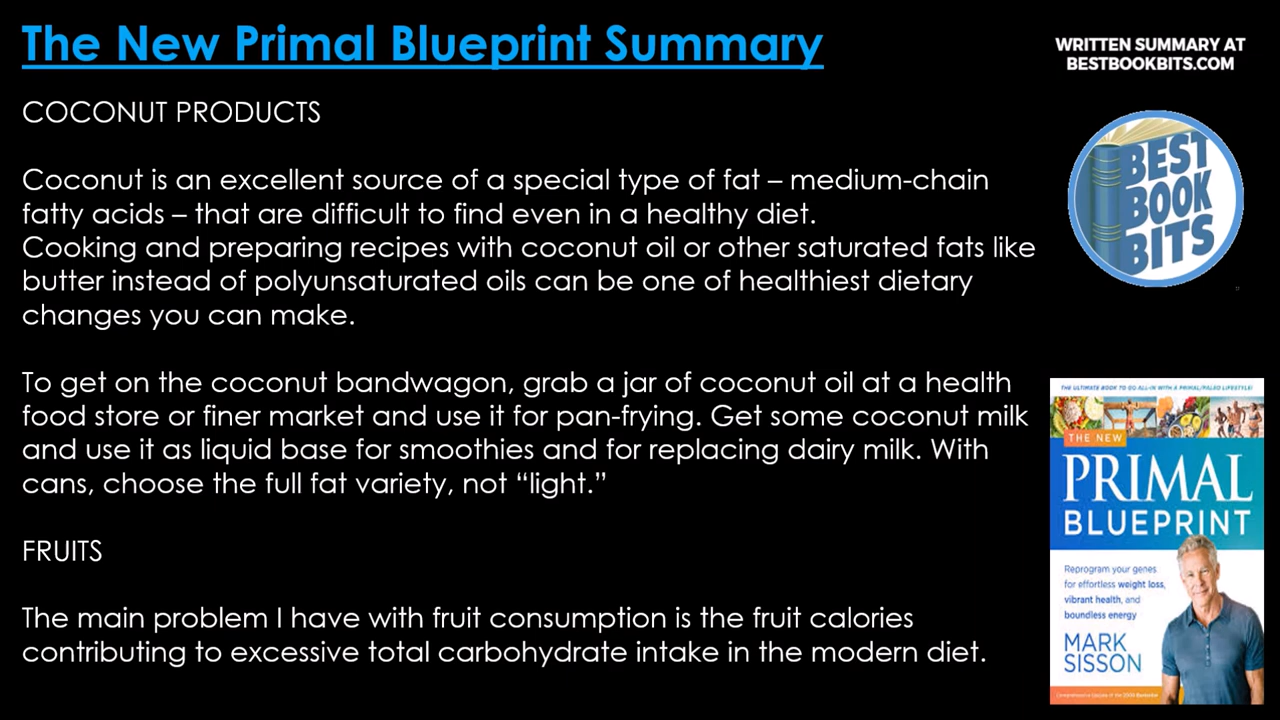 The New Primal Blueprint Summary
WRITTEN SUMMARY AT
BESTBOOKBITS.COM
COCONUT PRODUCTS
Coconut is an excellent source of a special type of fat – medium-chain
fatty acids – that are difficult to find even in a healthy diet.
Cooking and preparing recipes with coconut oil or other saturated fats like
butter instead of polyunsaturated oils can be one of healthiest dietary
changes you can make.
To get on the coconut bandwagon, grab a jar of coconut oil at a health
food store or finer market and use it for pan-frying. Get some coconut milk
and use it as liquid base for smoothies and for replacing dairy milk. With
cans, choose the full fat variety, not “light.”
FRUITS
The main problem I have with fruit consumption is the fruit calories
contributing to excessive total carbohydrate intake in the modern diet.
BEST
BOOK
BITS
THE ULTIMATE BOOK TO GO ALL-IN WITH A PRIMAL/PALEO LIFESTYLE!
THE NEW
PRIMAL
BLUEPRINT
Reprogram your genes
for effortless weight loss,
vibrant health, and
boundless energy
MARK
SISSON